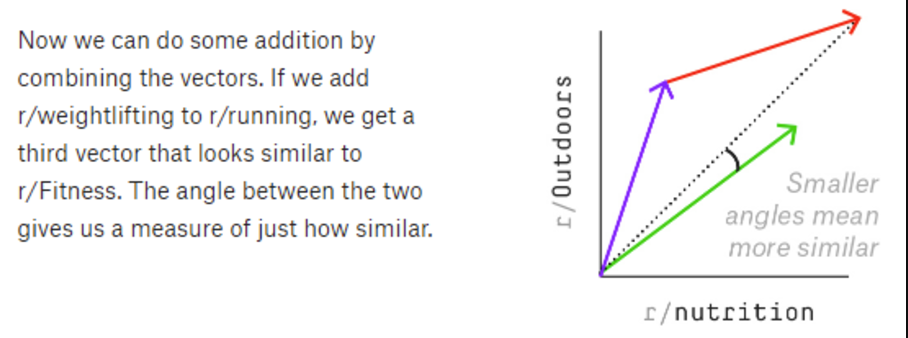 Now we can do some addition by
combining the vectors. If we add
r/weightlifting to r/running, we get a
third vector that looks similar to
r/Fitness. The angle between the two
gives us a measure of just how similar.
r/Outdoors
Smaller
angles mean
more similar
r/nutrition